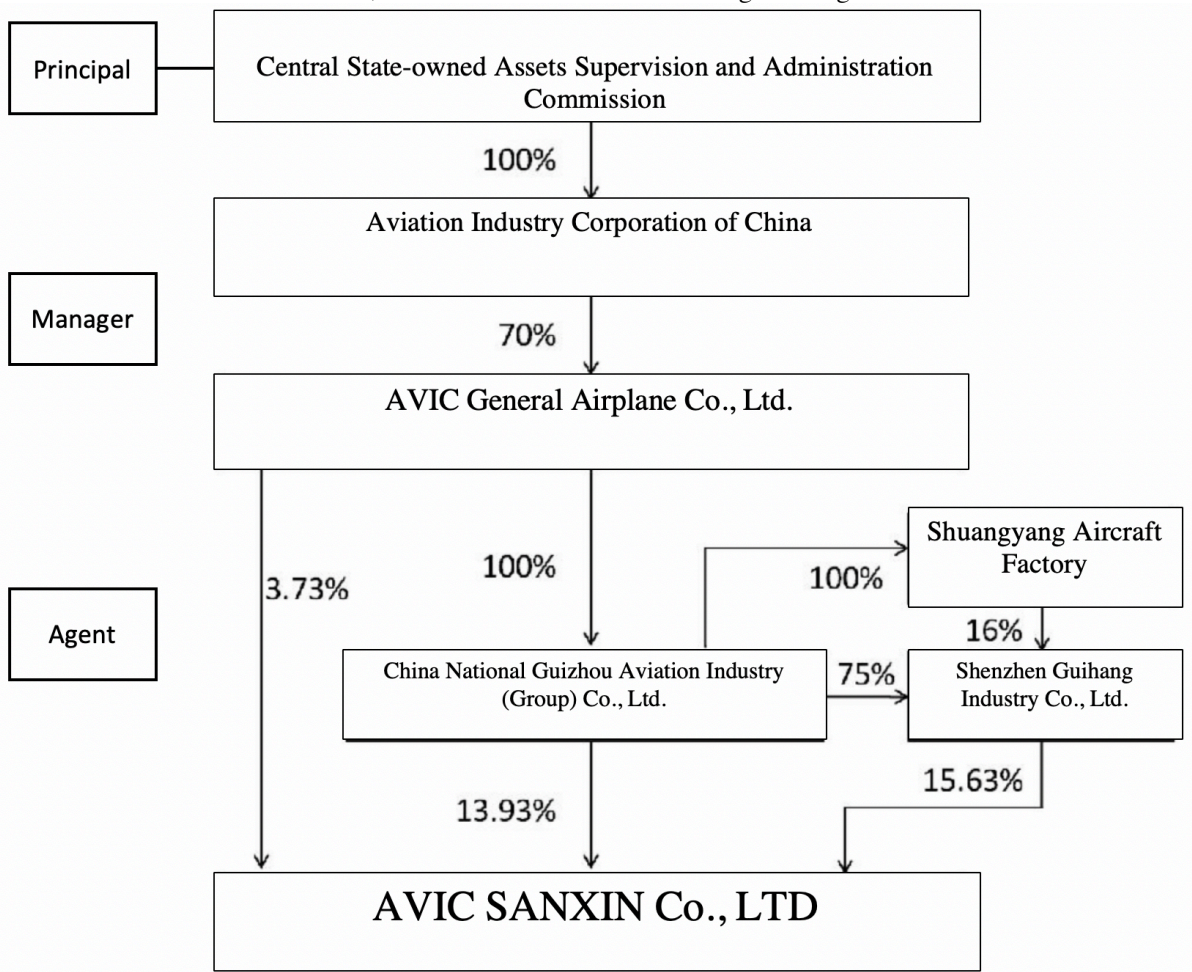 Principal
Central State-owned Assets Supervision and Administration
Commission
100%
Aviation Industry Corporation of China
Manager
70%
AVIC General Airplane Co., Ltd.
3.73%
100%
100%
Shuangyang Aircraft
Factory
16%
Agent
China National Guizhou Aviation Industry
(Group) Co., Ltd.
75%
Shenzhen Guihang
Industry Co., Ltd.
13.93%
15.63%
AVIC SANXIN Co., LTD